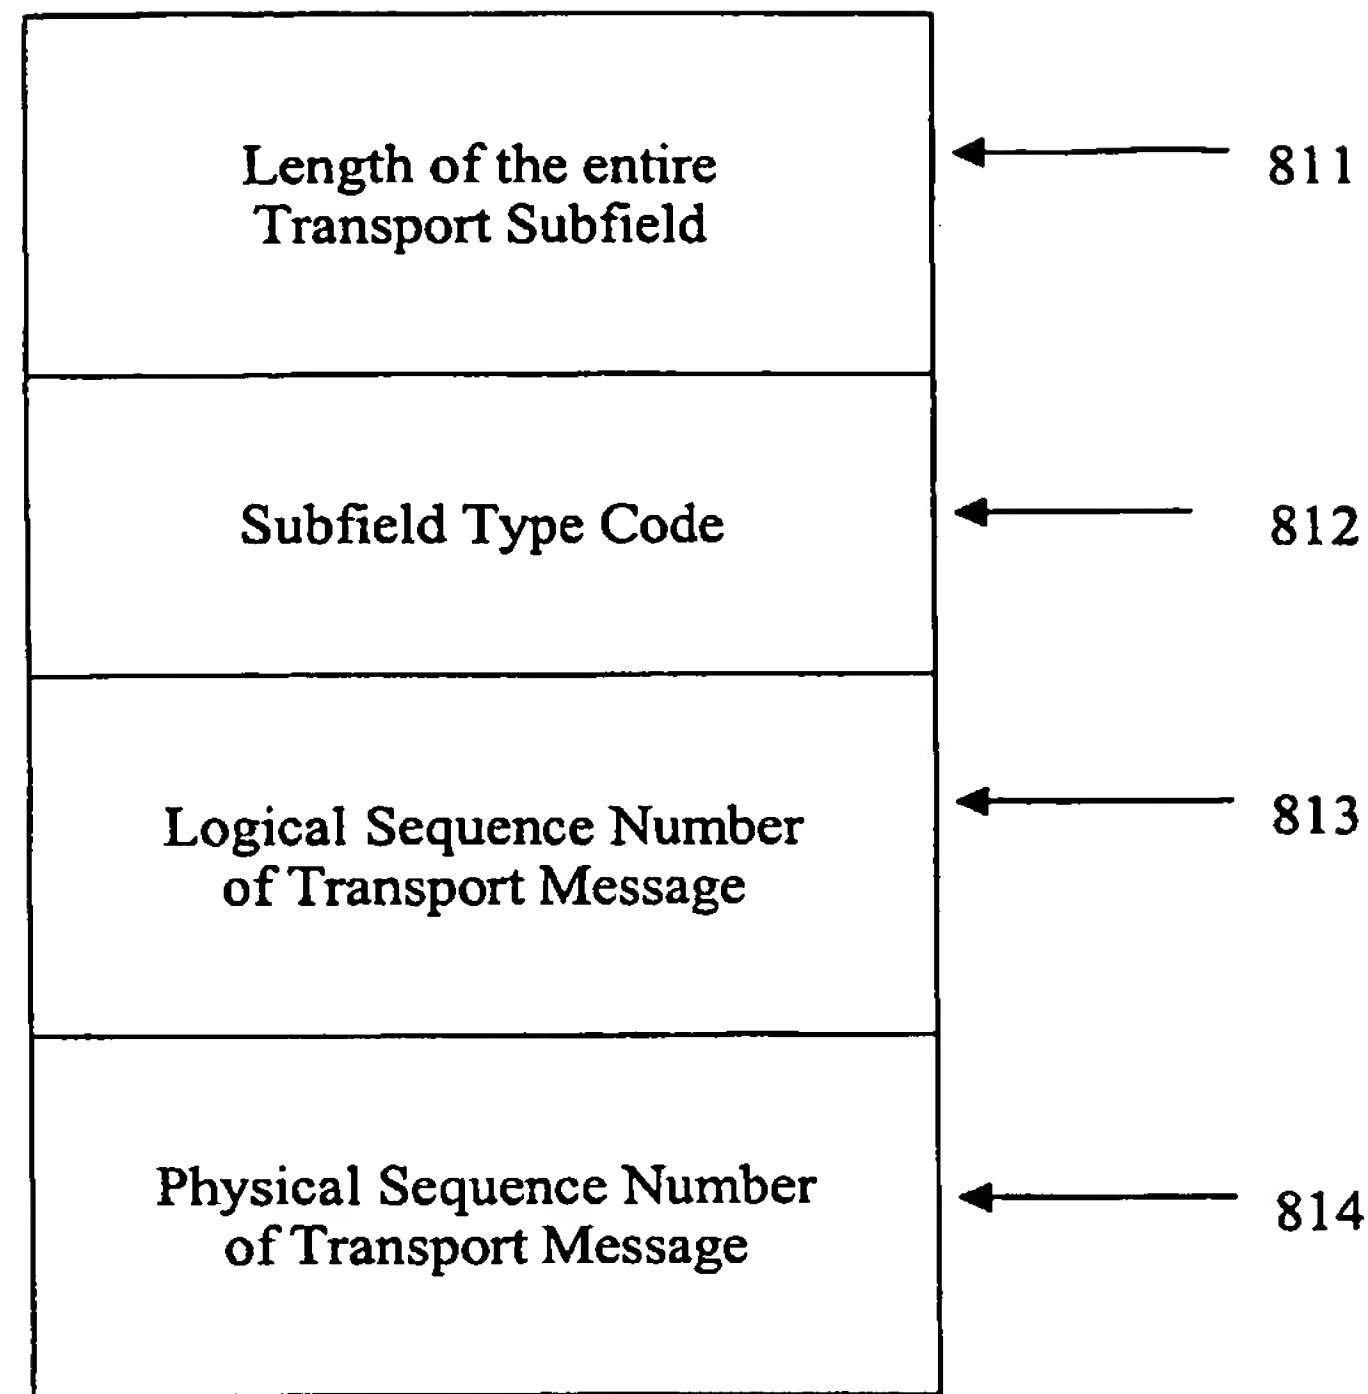 Length of the entire
Transport Subfield
811
Subfield Type Code
812
Logical Sequence Number
of Transport Message
813
Physical Sequence Number
of Transport Message
814